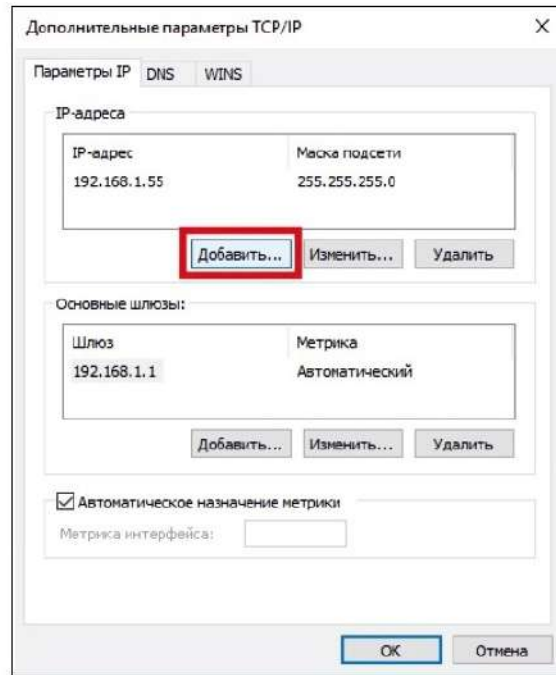 Дополнительные параметры TCP/IP
Параметры IP DNS WINS
IP-адреса
IP-адрес Маска подсети
192.168.1.55 255.255.255.0
Добавить... Изменить... Удалить
Основные шлюзы:
Шлюз Метрика
192.168.1.1 Автоматический
Добавить... Изменить... Удалить
Автоматическое назначение метрики
Метрика интерфейса:
OK Отмена